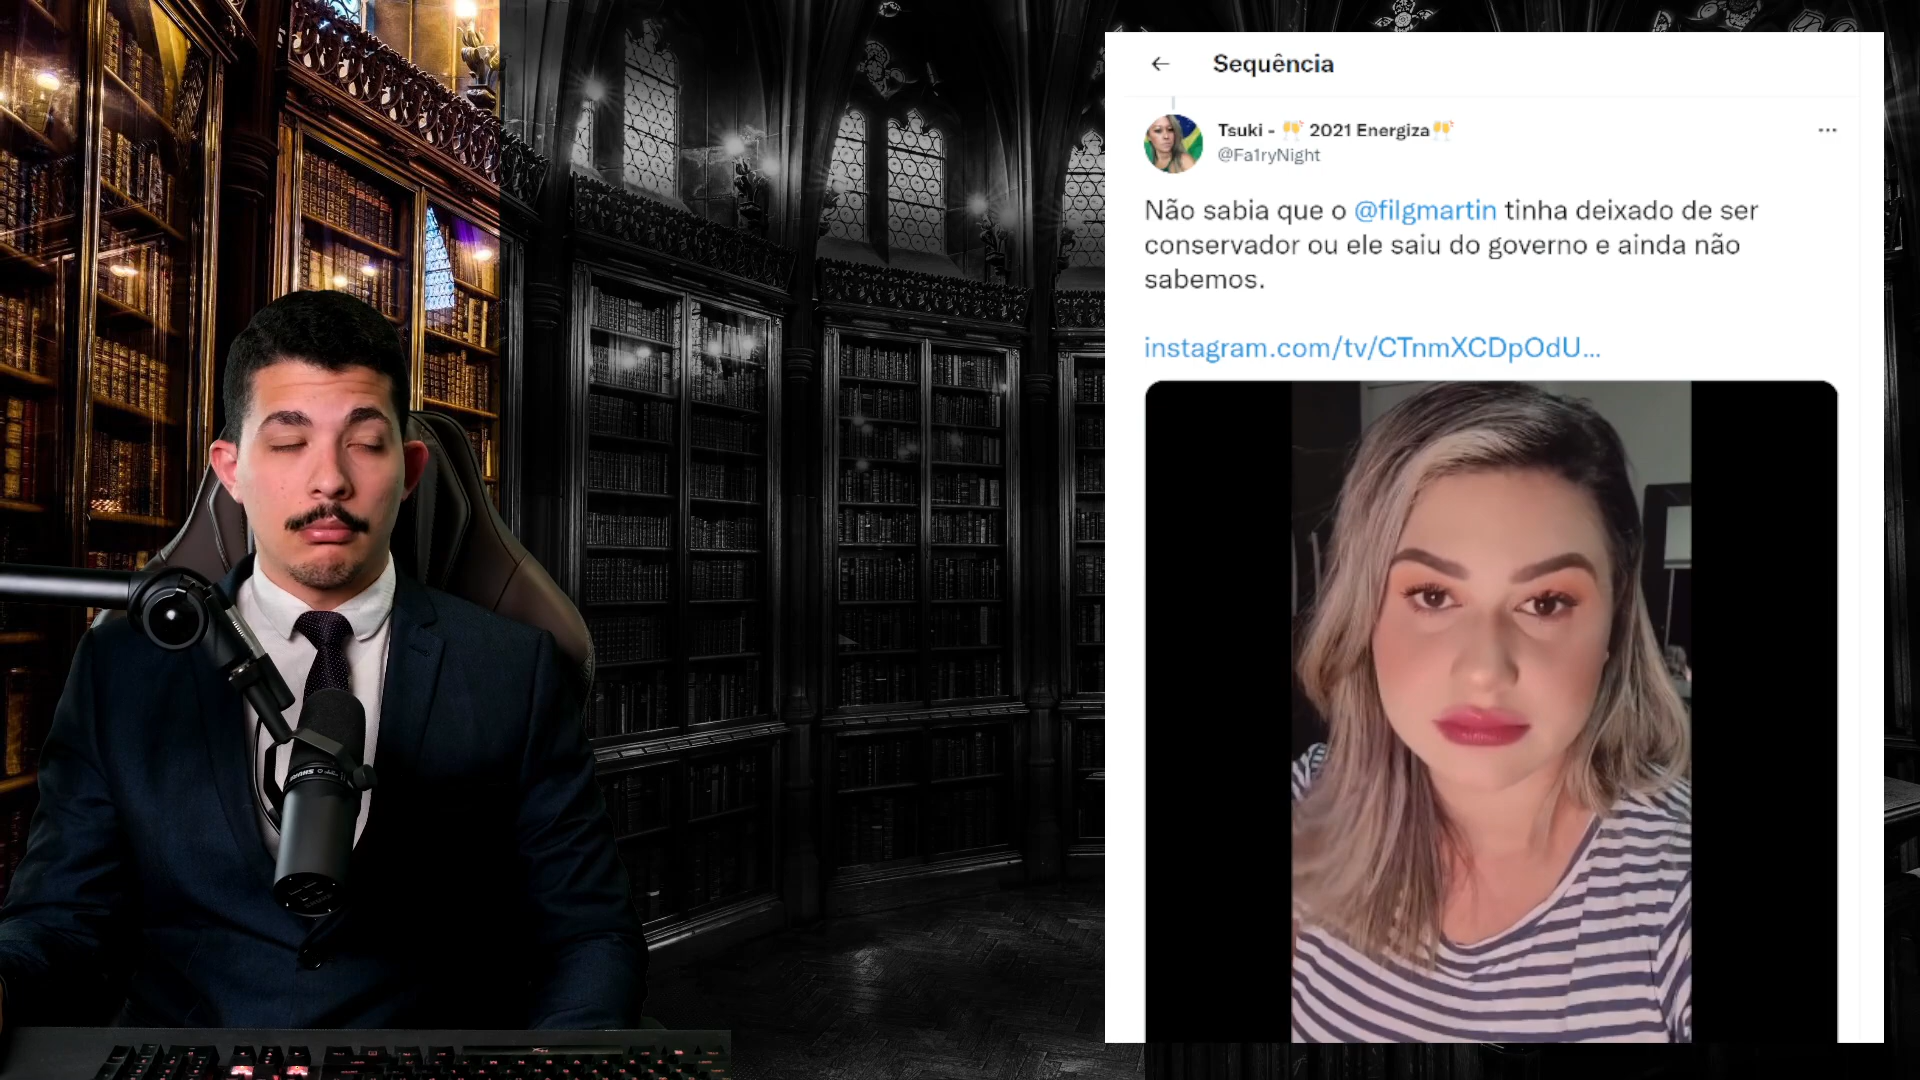 Sequência
Tsuki - 🥂 2021 Energiza🥂
@Fa1ryNight
Não sabia que o @filgmartin tinha deixado de ser
conservador ou ele saiu do governo e ainda não
sabemos.
instagram.com/tv/CTnmXCDpOdU...
SHURE